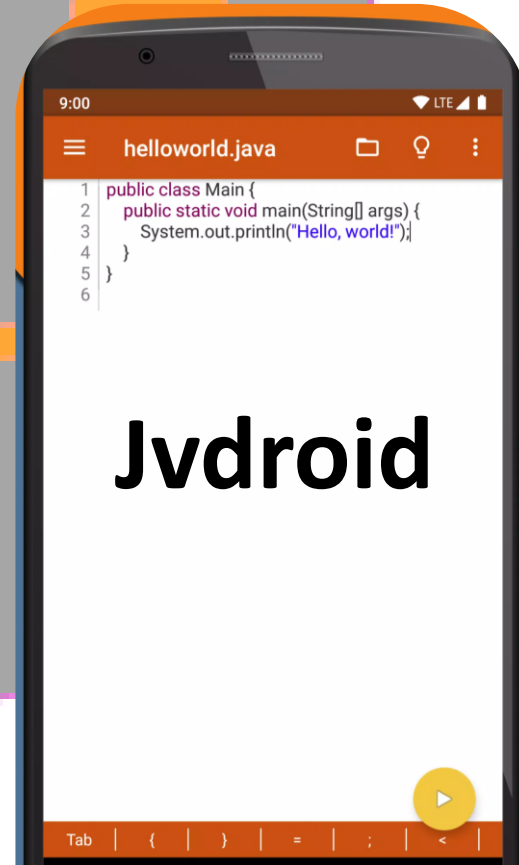 9:00 LTE
helloworld.java
1 public class Main {
2 public static void main(String[] args) {
3 System.out.println("Hello, world!");
4 }
5 }
6
Jvdroid
Tab { } = ; <